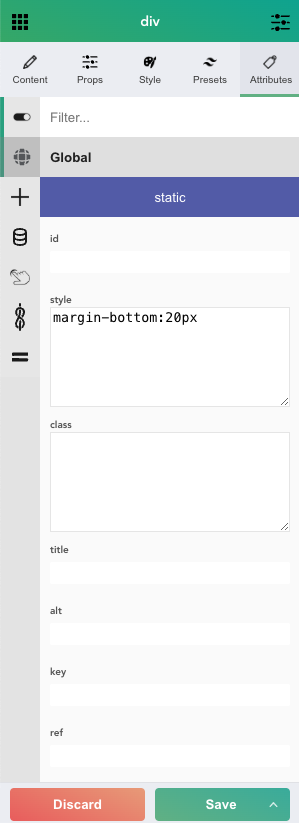 div
Content Props Style Presets Attributes
Filter...
Global
static
id
style
margin-bottom:20px
class
title
alt
key
ref
Discard Save